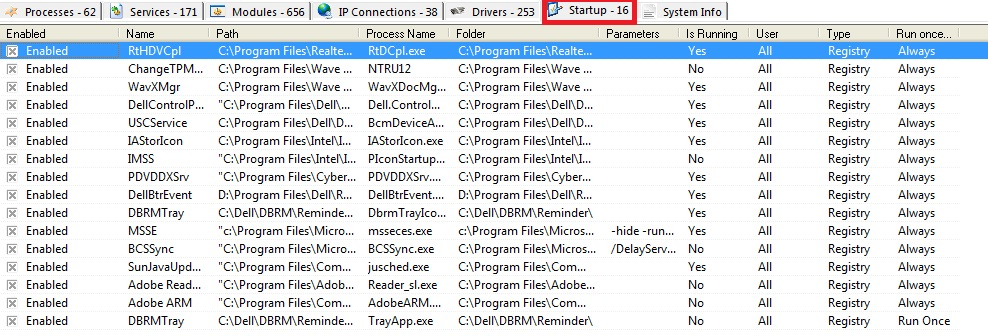 Processes - 62 Services - 171 Modules - 656 IP Connections - 38 Drivers - 253 Startup - 16 System Info
Enabled Name Path Process Name Folder Parameters Is Running User Type Run once...
Enabled RtHDVCpl C:\Program Files\Realte... RtDCpl.exe C:\Program Files\Realte... Yes All Registry Always
Enabled ChangeTPM... C:\Program Files\Wave ... NTRU12 C:\Program Files\Wave ... No All Registry Always
Enabled WavXMgr C:\Program Files\Wave ... WavXDocMg... C:\Program Files\Wave ... Yes All Registry Always
Enabled DellControlP... "C:\Program Files\Dell\... Dell.Control... C:\Program Files\Dell\... Yes All Registry Always
Enabled USCService C:\Program Files\Dell\D... BcmDeviceA... C:\Program Files\Dell\D... Yes All Registry Always
Enabled IAStorIcon C:\Program Files\Intel\I... IAStorIcon.exe C:\Program Files\Intel\I... Yes All Registry Always
Enabled IMSS "C:\Program Files\Intel\I... PIconStartup... C:\Program Files\Intel\I... No All Registry Always
Enabled PDVDDXSrv "C:\Program Files\Cyber... PDVDDXSrv.... C:\Program Files\Cyber... Yes All Registry Always
Enabled DellBtrEvent D:\Program Files\Dell\R... DellBtrEvent... D:\Program Files\Dell\R... Yes All Registry Always
Enabled DBRMTray C:\Dell\DBRM\Reminde... DbrmTrayIco... C:\Dell\DBRM\Reminder\ Yes All Registry Always
Enabled MSSE "c:\Program Files\Micros... msseces.exe c:\Program Files\Micros... -hide -run... Yes All Registry Always
Enabled BCSSync "C:\Program Files\Micro... BCSSync.exe C:\Program Files\Micros... /DelayServ... No All Registry Always
Enabled SunJavaUpd... "C:\Program Files\Com... jusched.exe C:\Program Files\Com... Yes All Registry Always
Enabled Adobe Read... "C:\Program Files\Adobe... Reader_sl.exe C:\Program Files\Adobe... No All Registry Always
Enabled Adobe ARM "C:\Program Files\Com... AdobeARM.... C:\Program Files\Com... No All Registry Always
Enabled DBRMTray C:\Dell\DBRM\Reminde... TrayApp.exe C:\Dell\DBRM\Reminder\ No All Registry Run Once